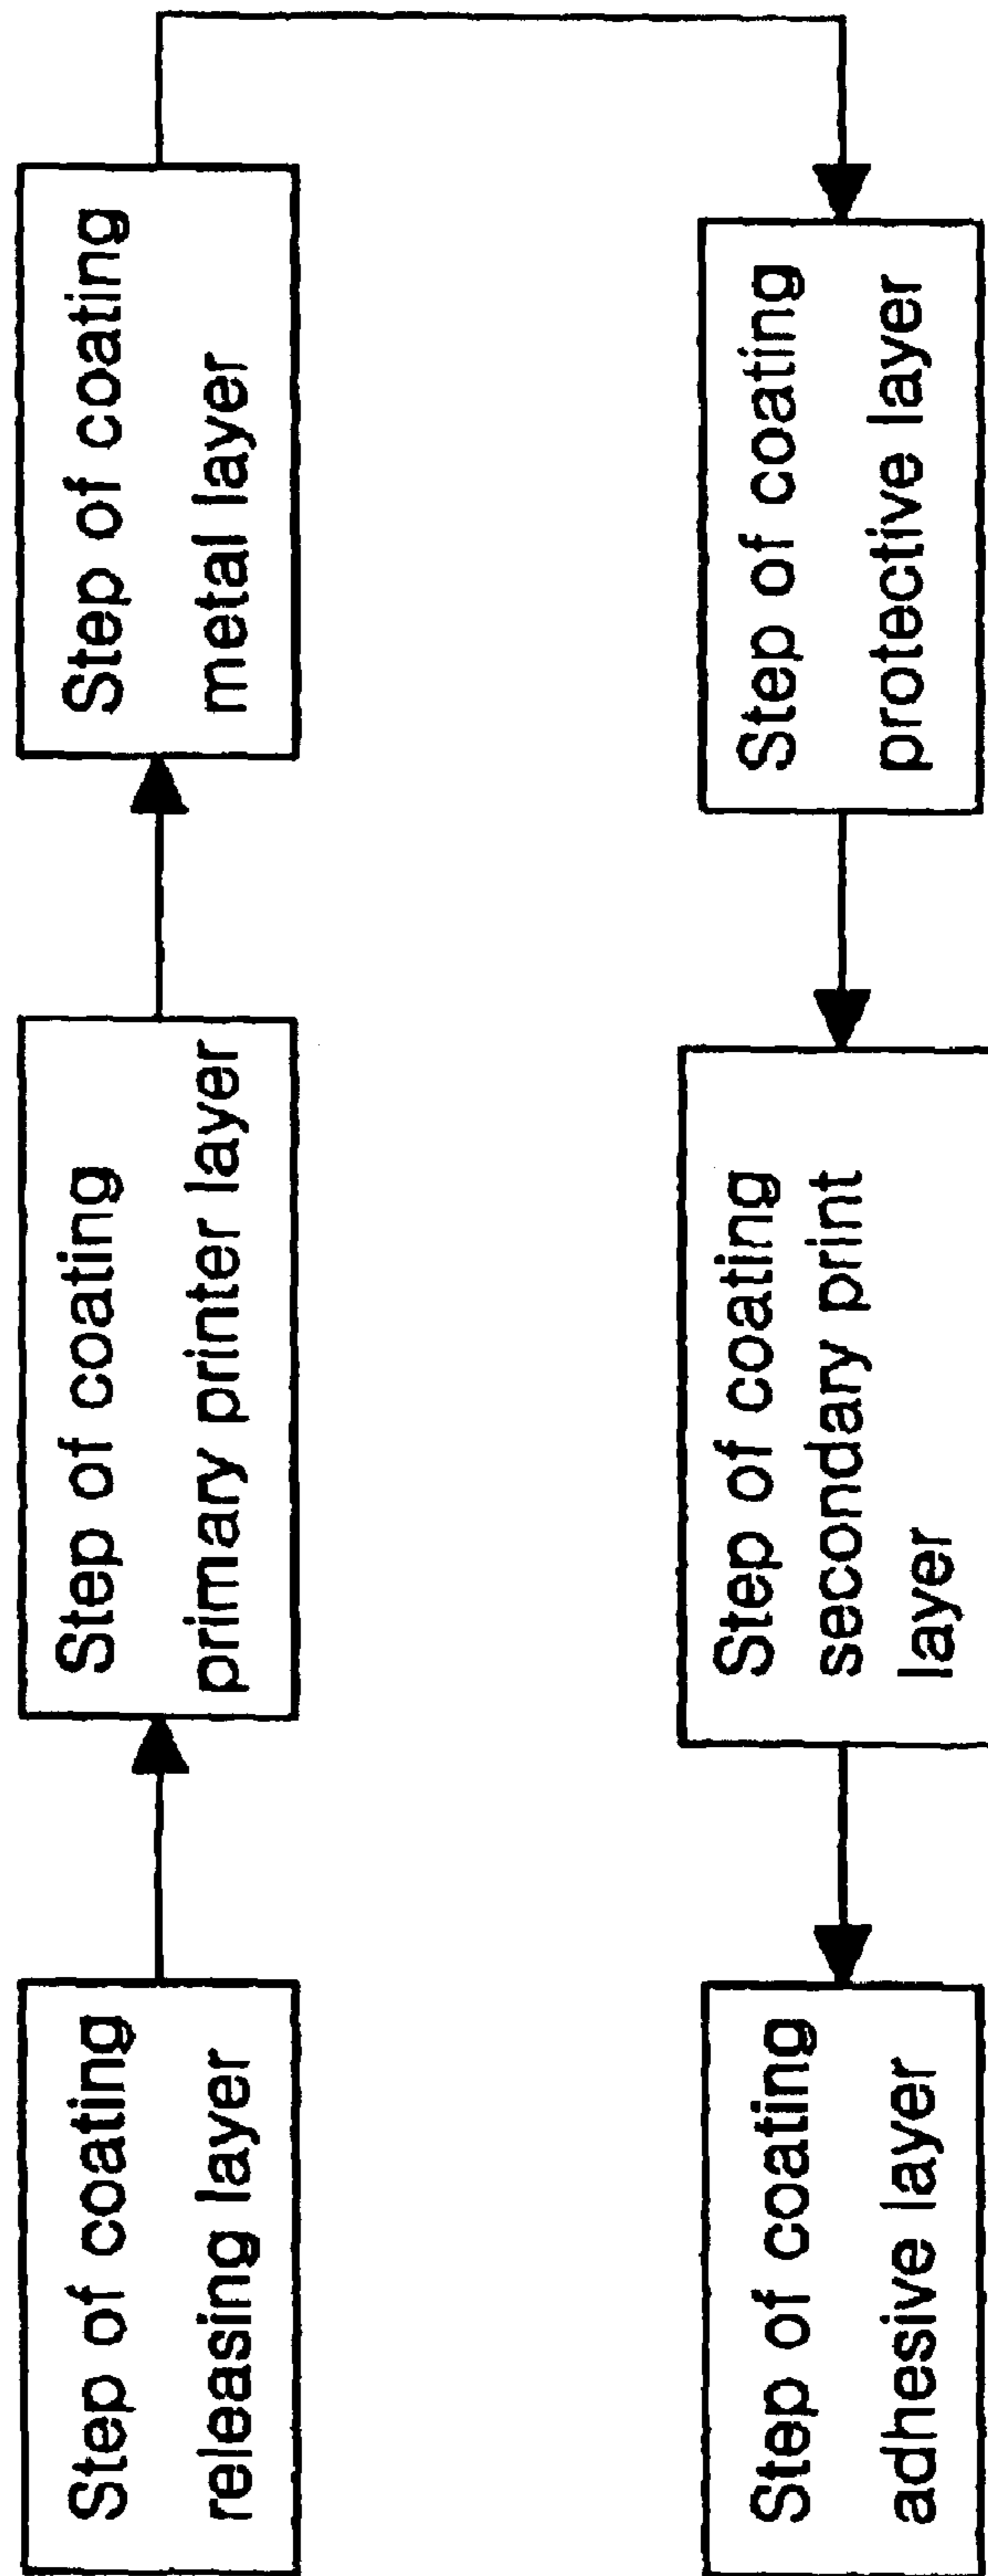 Step of coating
releasing layer
Step of coating
primary printer layer
Step of coating
metal layer
Step of coating
protective layer
Step of coating
secondary print
layer
Step of coating
adhesive layer